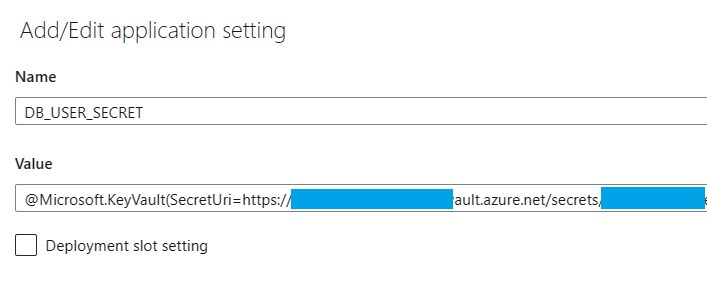 Add/Edit application setting
Name
DB_USER_SECRET
Value
@Microsoft.KeyVault(SecretUri=https:// ault.azure.net/secrets/
Deployment slot setting